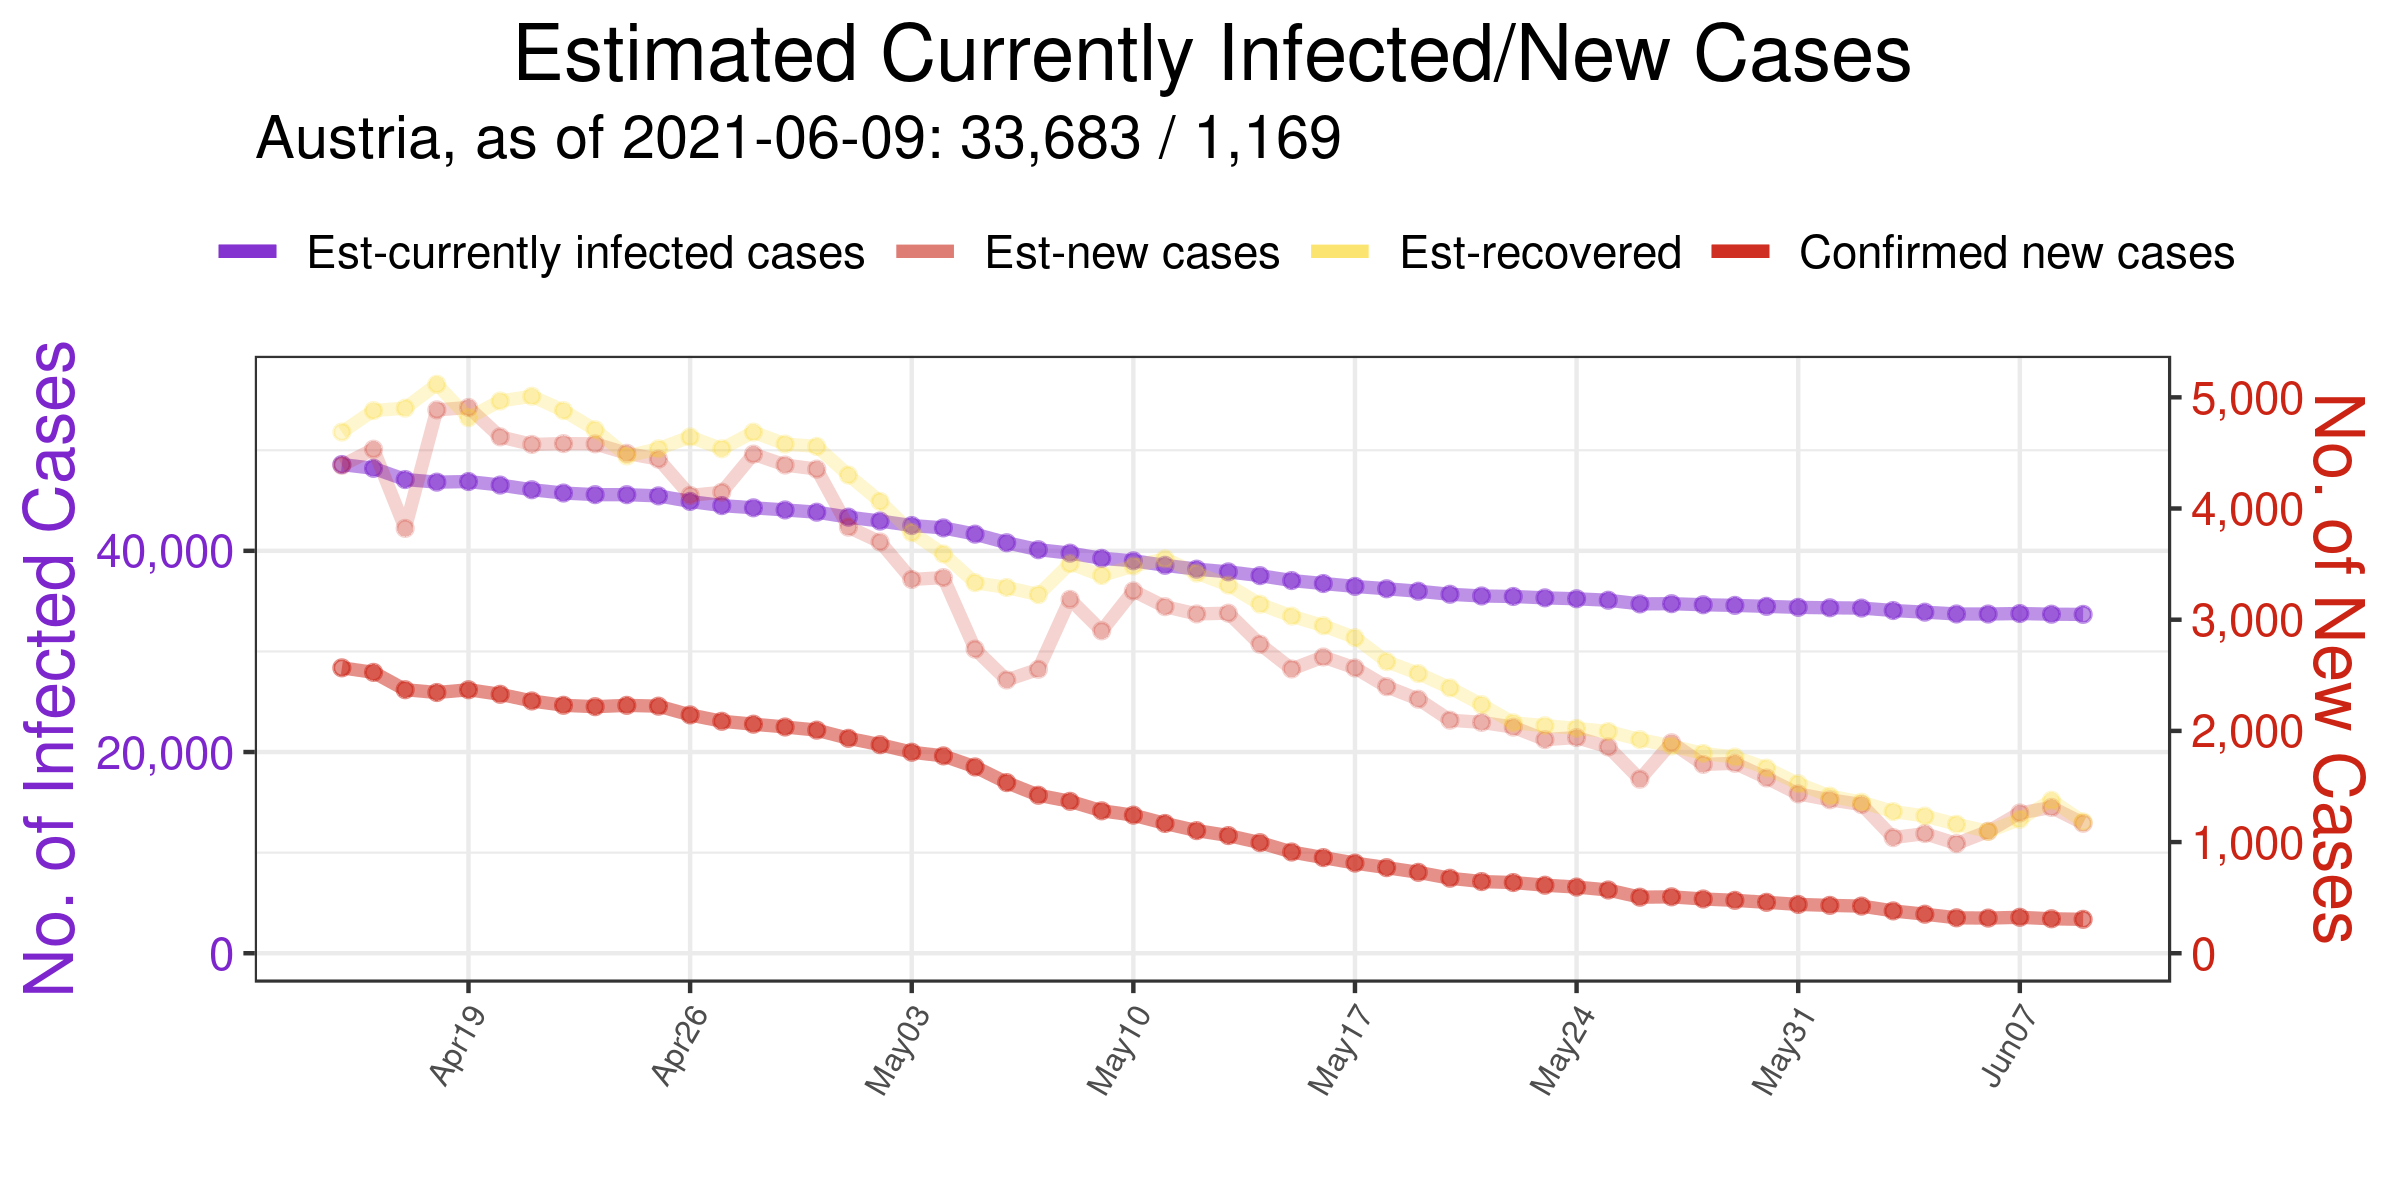 Estimated Currently Infected/New Cases
Austria, as of 2021-06-09: 33,683 / 1,169
Est-currently infected cases Est-new cases Est-recovered Confirmed new cases
No. of Infected Cases
40,000
20,000
0
5,000
4,000
3,000
2,000
1,000
0
No. of New Cases
Apr19 Apr26 May03 May10 May17 May24 May31 Jun07